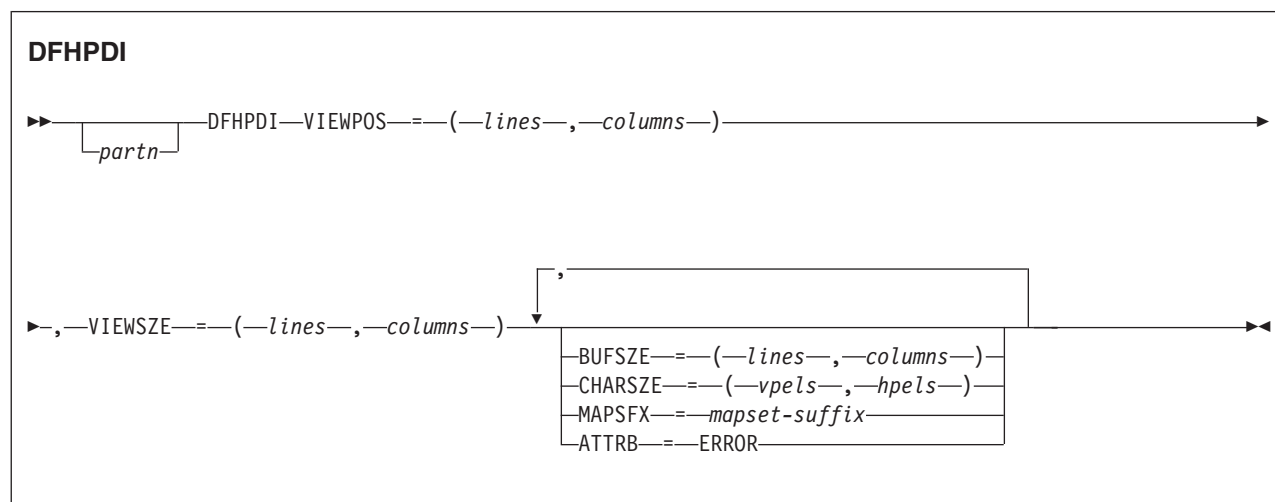 DFHPDI
DFHPDI VIEWPOS = ( lines , columns )
partn
,
, VIEWSZE = ( lines , columns )
BUFSZE = ( lines , columns )
CHARSZE = ( vpels , hpels )
MAPSFX = mapset-suffix
ATTRB = ERROR